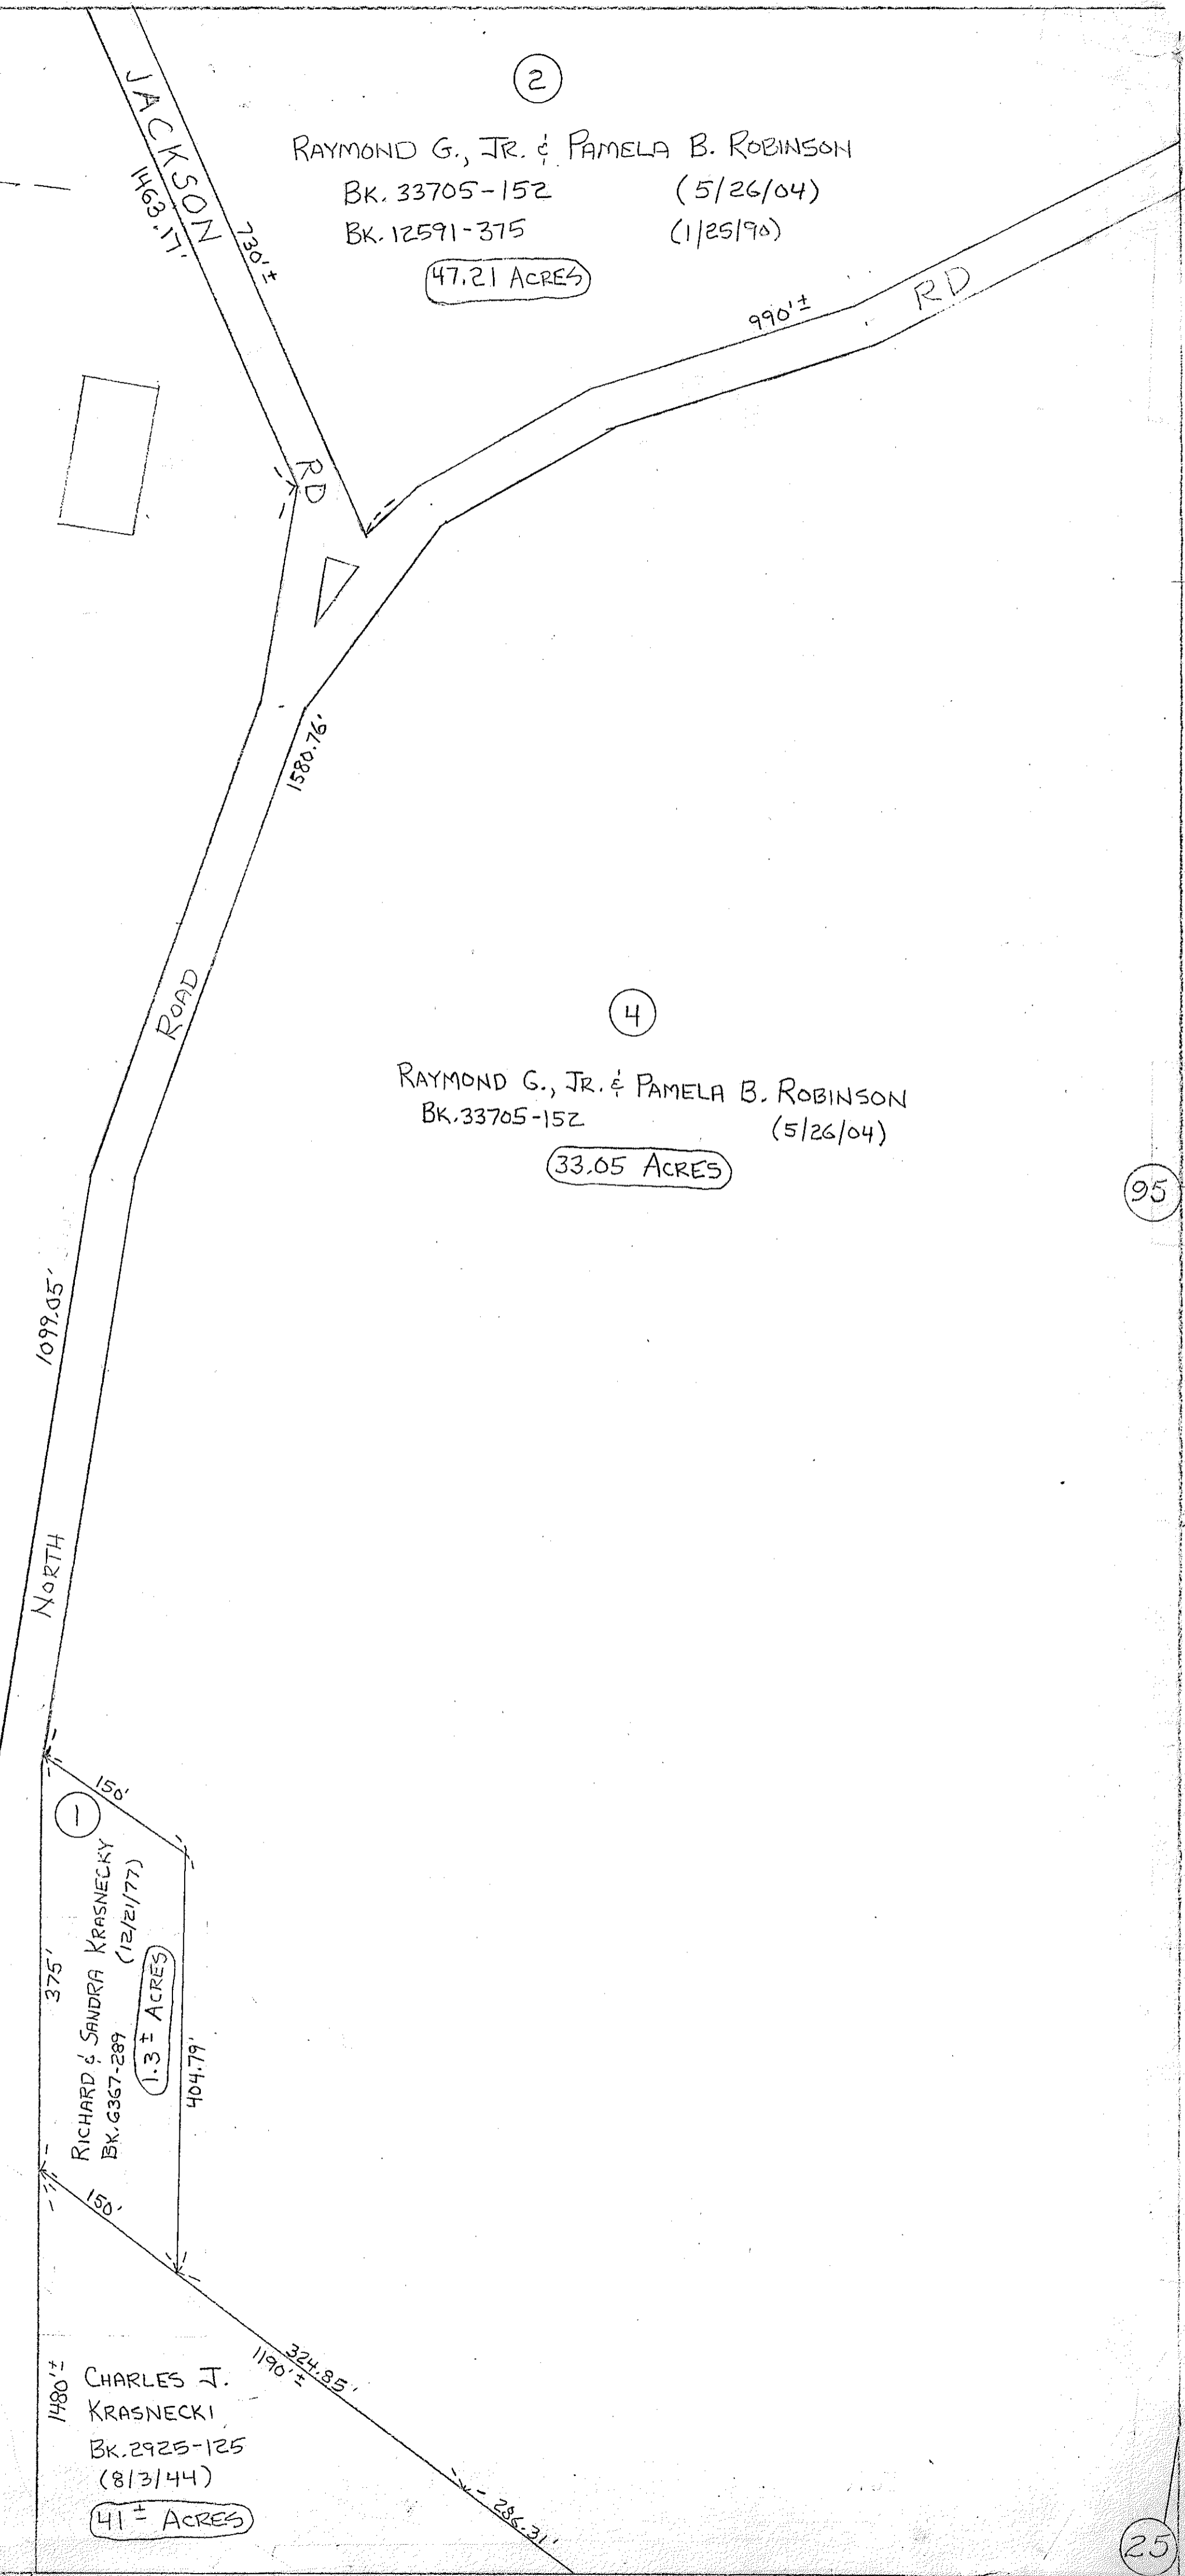 2
JACKSON
RD
1463.17'
730'±
RAYMOND G., JR. & PAMELA B. ROBINSON
BK. 33705-152 (5/26/04)
BK. 12591-375 (1/25/90)
47.21 ACRES
990'±
RD
1580.76'
ROAD
4
RAYMOND G., JR. & PAMELA B. ROBINSON
BK. 33705-152 (5/26/04)
33.05 ACRES
95
1099.05'
NORTH
150'
1
RICHARD & SANDRA KRASNECKY
BK. 6367-289 (12/21/77)
1.3± ACRES
375'
404.79'
150'
324.85'
1190'±
1480'±
CHARLES J.
KRASNECKI
BK. 2925-125
(8/3/44)
41± ACRES
286.31'
25